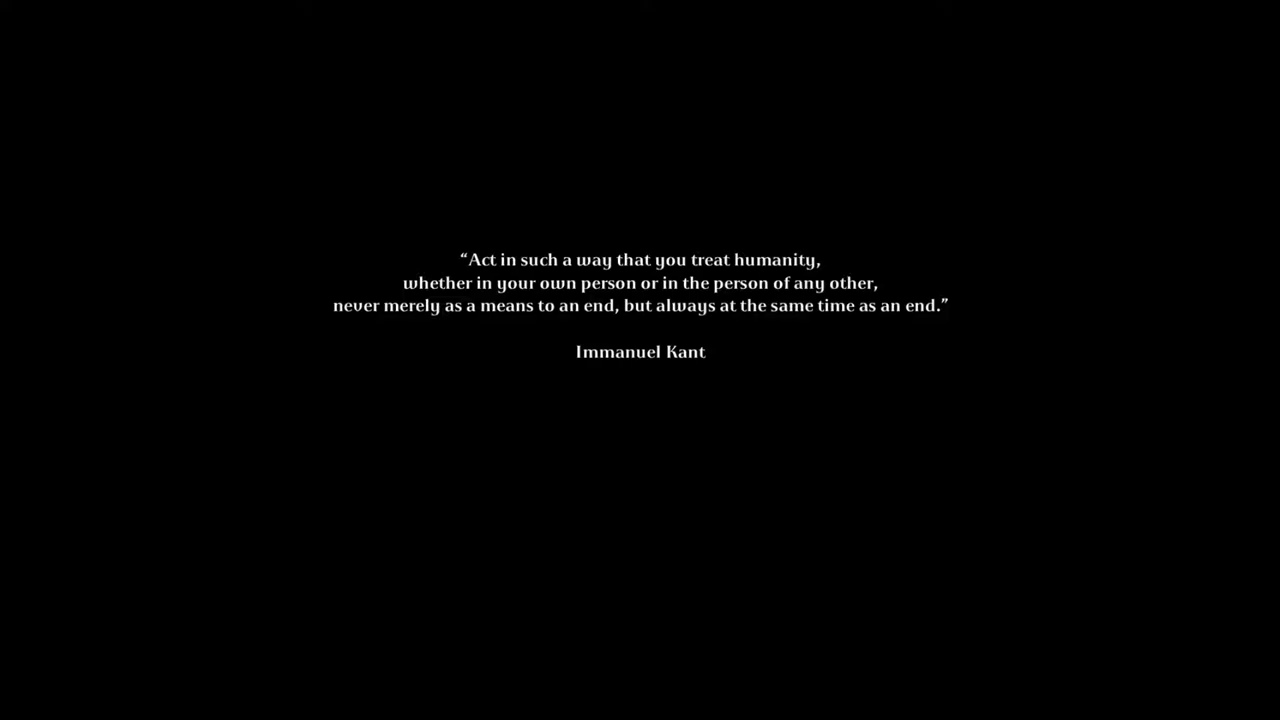 “Act in such a way that you treat humanity,
whether in your own person or in the person of any other,
never merely as a means to an end, but always at the same time as an end.”
Immanuel Kant